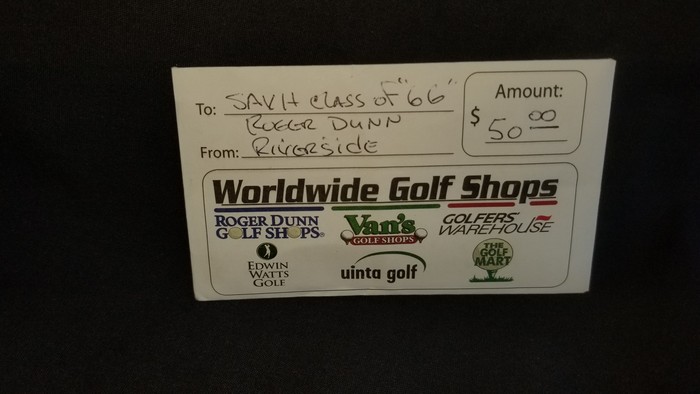 To: SAVH CLASS OF "66"
ROGER DUNN
From: RIVERSIDE
Amount:
$ 50 00
Worldwide Golf Shops
ROGER DUNN
GOLF SHOPS®
Van's
GOLF SHOPS
GOLFERS'
WAREHOUSE
EDWIN
WATTS
GOLF
uinta golf
THE
GOLF
MART